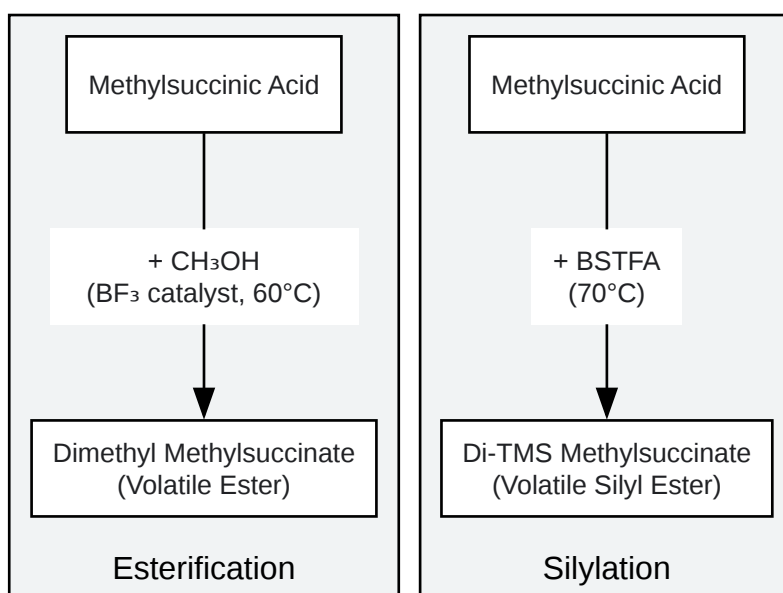 Methylsuccinic Acid
+ CH₃OH
(BF₃ catalyst, 60°C)
Dimethyl Methylsuccinate
(Volatile Ester)
Esterification
Methylsuccinic Acid
+ BSTFA
(70°C)
Di-TMS Methylsuccinate
(Volatile Silyl Ester)
Silylation